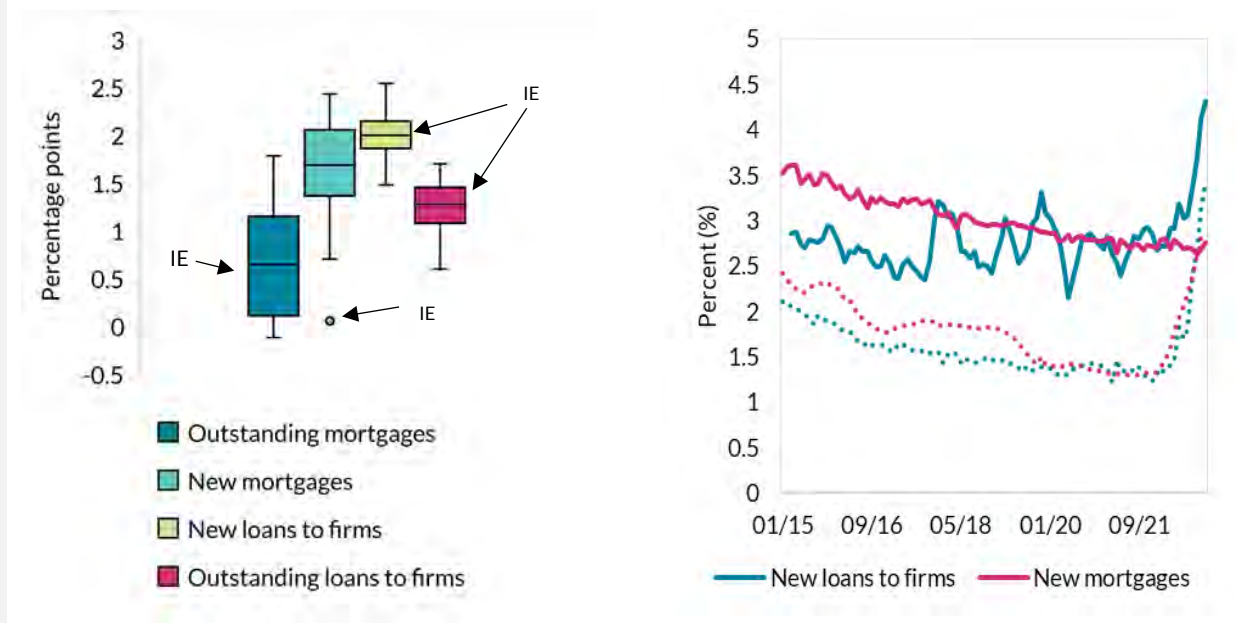 3
2.5
2
1.5
1
0.5
0
-0.5
Percentage points
IE
IE
IE
Outstanding mortgages
New mortgages
New loans to firms
Outstanding loans to firms
5
4.5
4
3.5
3
2.5
2
1.5
1
0.5
0
Percent (%)
01/15 09/16 05/18 01/20 09/21
New loans to firms New mortgages